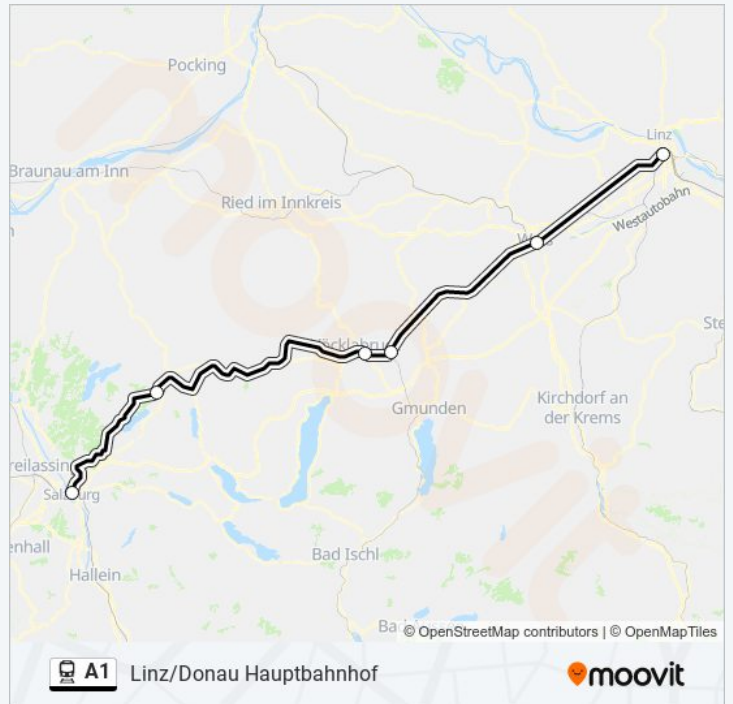 Pocking
Linz
Braunau am Inn
Ried im Innkreis
Westautobahn
Kirchdorf an
der Krems
Gmunden
Salzburg
Bad Ischl
Hallein
© OpenStreetMap contributors | © OpenMapTiles
A1 Linz/Donau Hauptbahnhof
moovit